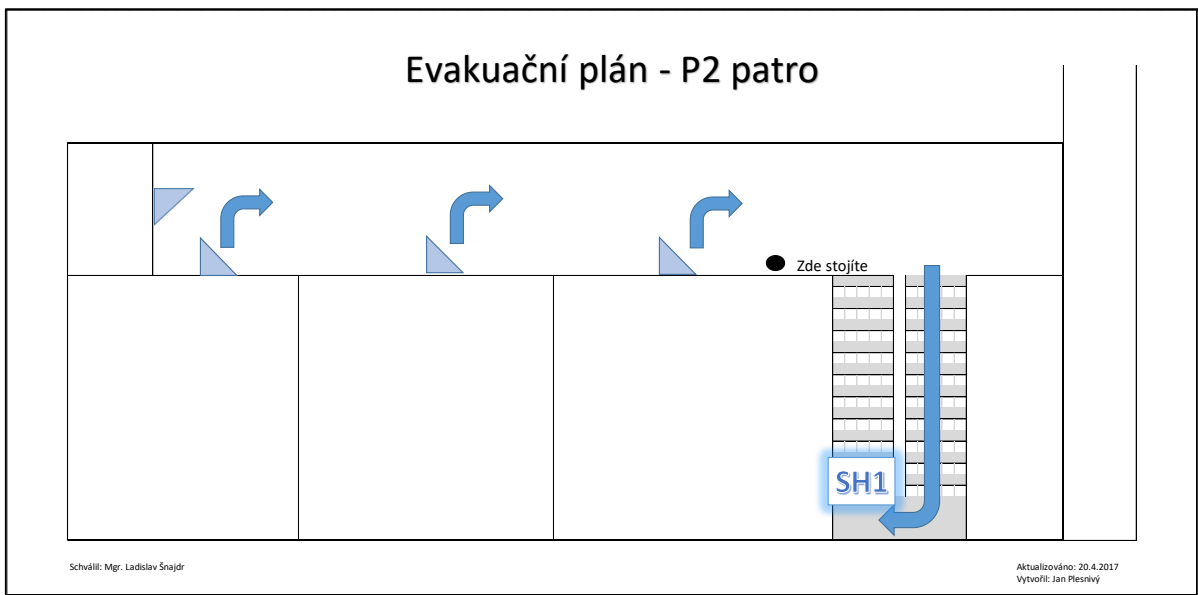 Evakuační plán - P2 patro
Zde stojíte
SH1
Schválil: Mgr. Ladislav Šnajdr
Aktualizováno: 20.4.2017
Vytvořil: Jan Plesnivý